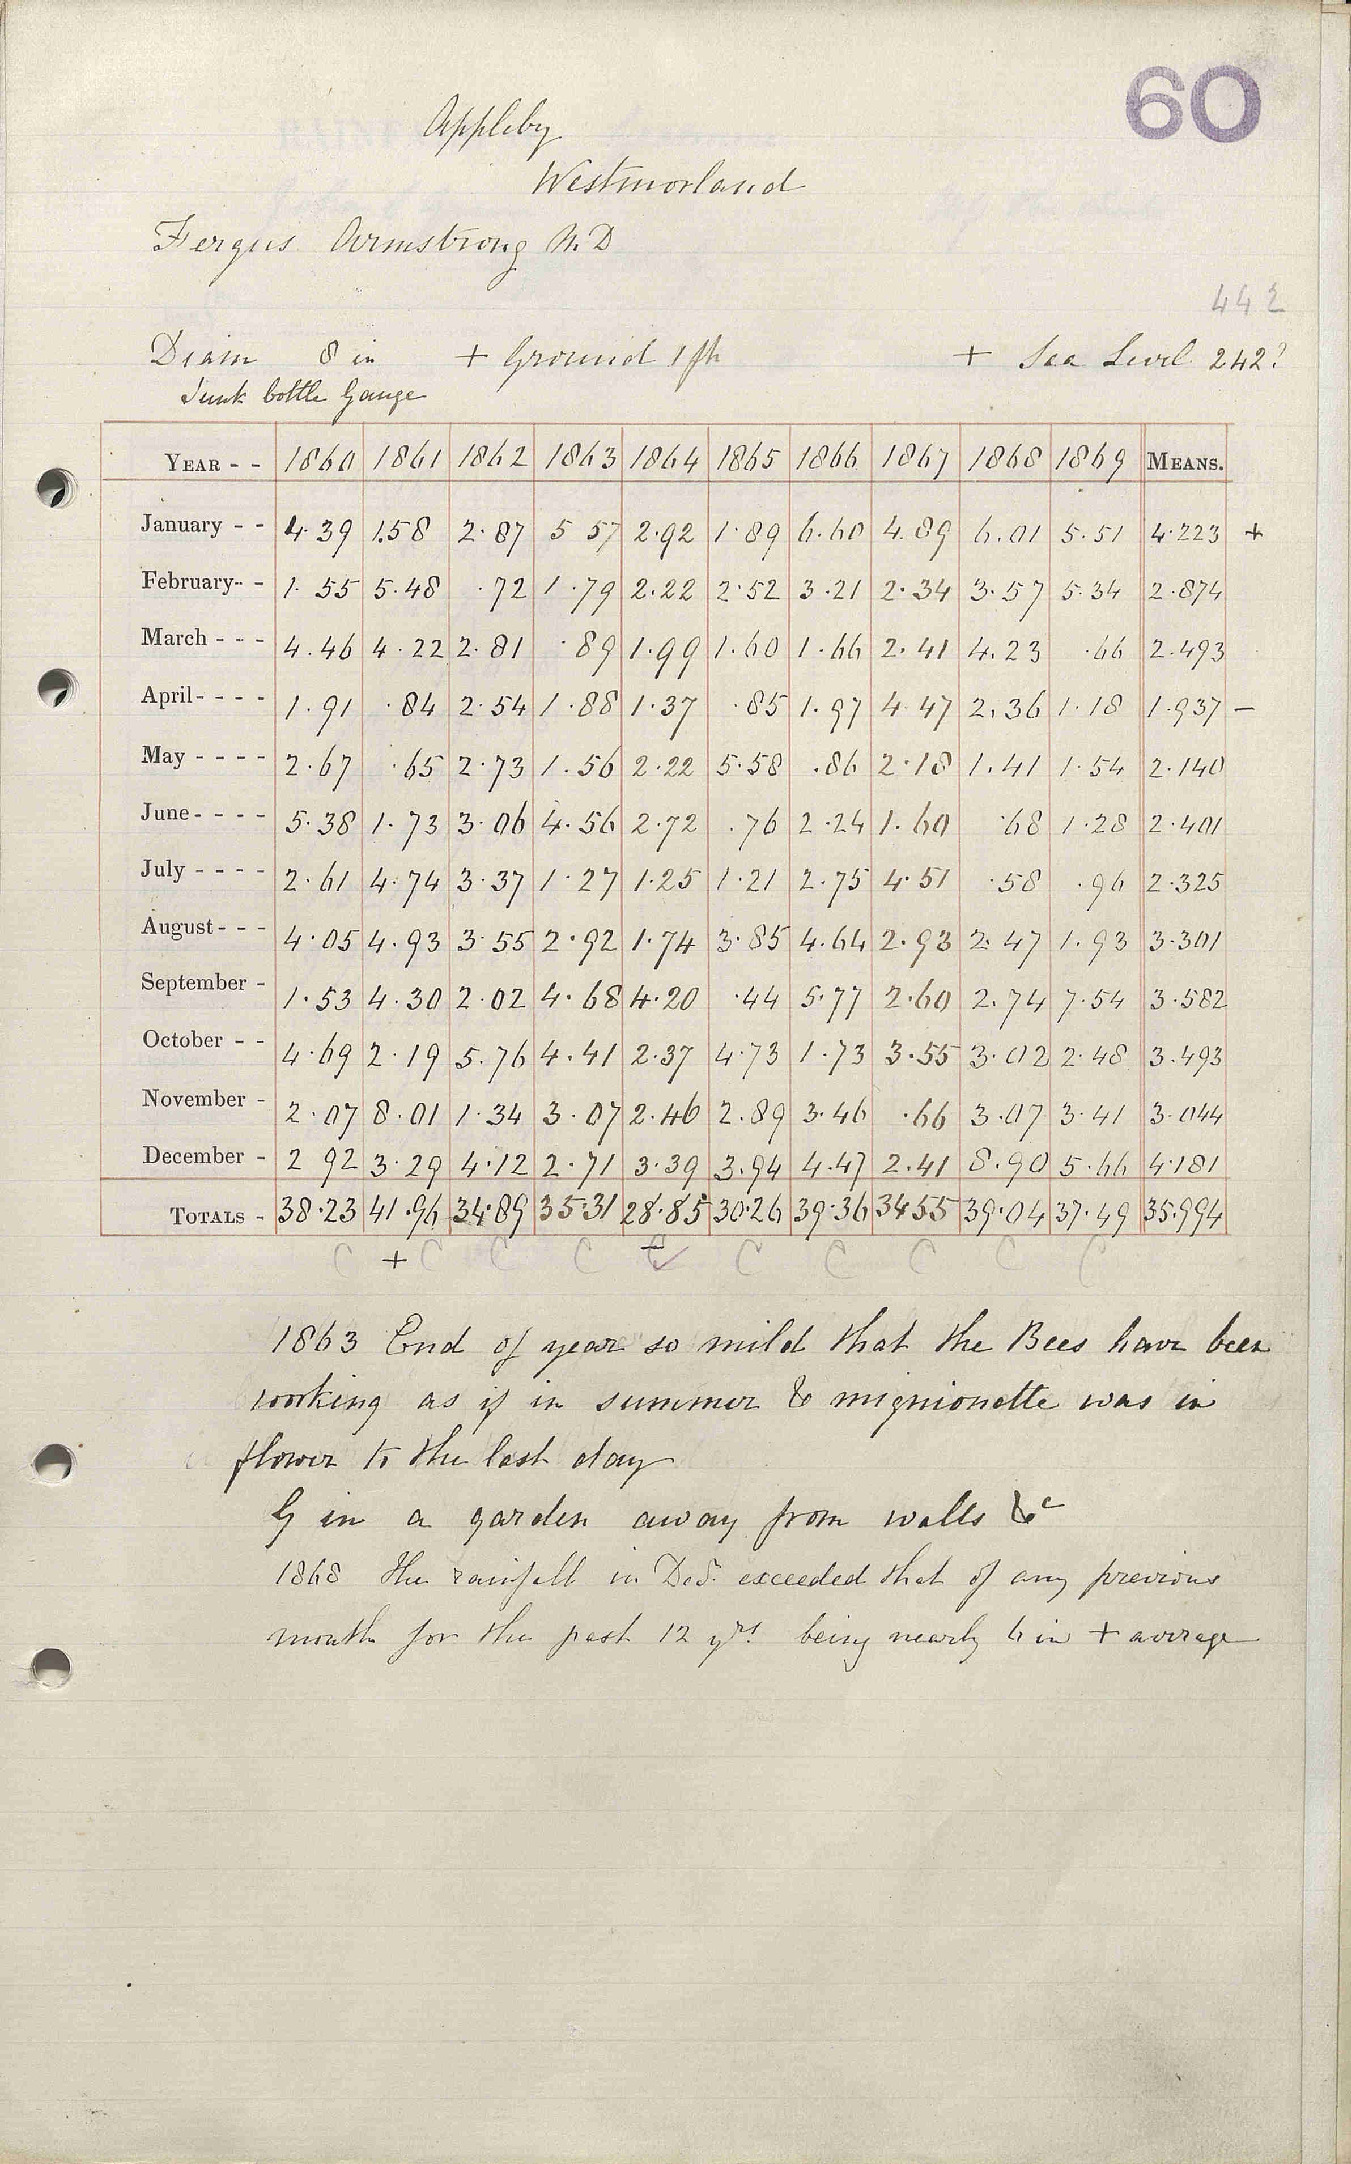 60
Appleby
Westmorland
Fergus Armstrong M.D
442
Diam 8 in + Ground 1 ft + Sea Level 242?
Junk bottle Gauge
YEAR - - 1860 1861 1862 1863 1864 1865 1866 1867 1868 1869 MEANS.
January - - 4.39 1.58 2.87 5 57 2.92 1.89 6.60 4.89 6.01 5.51 4.223 +
February- - 1.55 5.48 .72 1.79 2.22 2.52 3.21 2.34 3.57 5.34 2.874
March - - - 4.46 4.22 2.81 .89 1.99 1.60 1.66 2.41 4.23 .66 2.493
April- - - - 1.91 .84 2.54 1.88 1.37 .85 1.97 4.47 2.36 1.18 1.937 -
May - - - - 2.67 .65 2.73 1.56 2.22 5.58 .86 2.18 1.41 1.54 2.140
June- - - - 5.38 1.73 3.06 4.56 2.72 .76 2.24 1.60 .68 1.28 2.401
July - - - - 2.61 4.74 3.37 1.27 1.25 1.21 2.75 4.51 .58 .96 2.325
August- - - 4.05 4.93 3.55 2.92 1.74 3.85 4.64 2.93 2.47 1.93 3.301
September - 1.53 4.30 2.02 4.68 4.20 .44 5.77 2.60 2.74 7.54 3.582
October - - 4.69 2.19 5.76 4.41 2.37 4.73 1.73 3.55 3.02 2.48 3.493
November - 2.07 8.01 1.34 3.07 2.46 2.89 3.46 .66 3.07 3.41 3.044
December - 2 92 3.29 4.12 2.71 3.39 3.94 4.47 2.41 8.90 5.66 4.181
TOTALS - 38.23 41.96 34.89 35.31 28.85 30.26 39.36 34.55 39.04 37.49 35.994
C + C C C - C C C C C C
1863 End of year so mild that the Bees have been
working as if in summer & mignionette was in
flower to the last day
G in a garden away from walls &c
1868 The rainfall in Decr. exceeded that of any previous
month for the past 12 yrs. being nearly 6 in + average